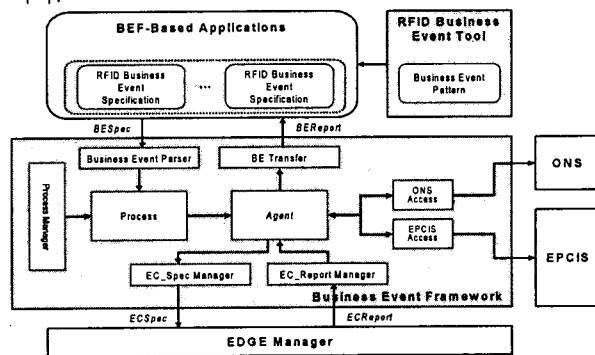 BEF-Based Applications
RFID Business
Event
Specification
....
RFID Business
Event
Specification
RFID Business
Event Tool
Business Event
Pattern
BESpec
BEReport
Business Event Parser
BE Transfer
ONS
Process Manager
Process
Agent
ONS
Access
EPCIS
Access
EPCIS
EC_Spec Manager
EC_Report Manager
Business Event Framework
ECSpec
ECReport
EDGE Manager